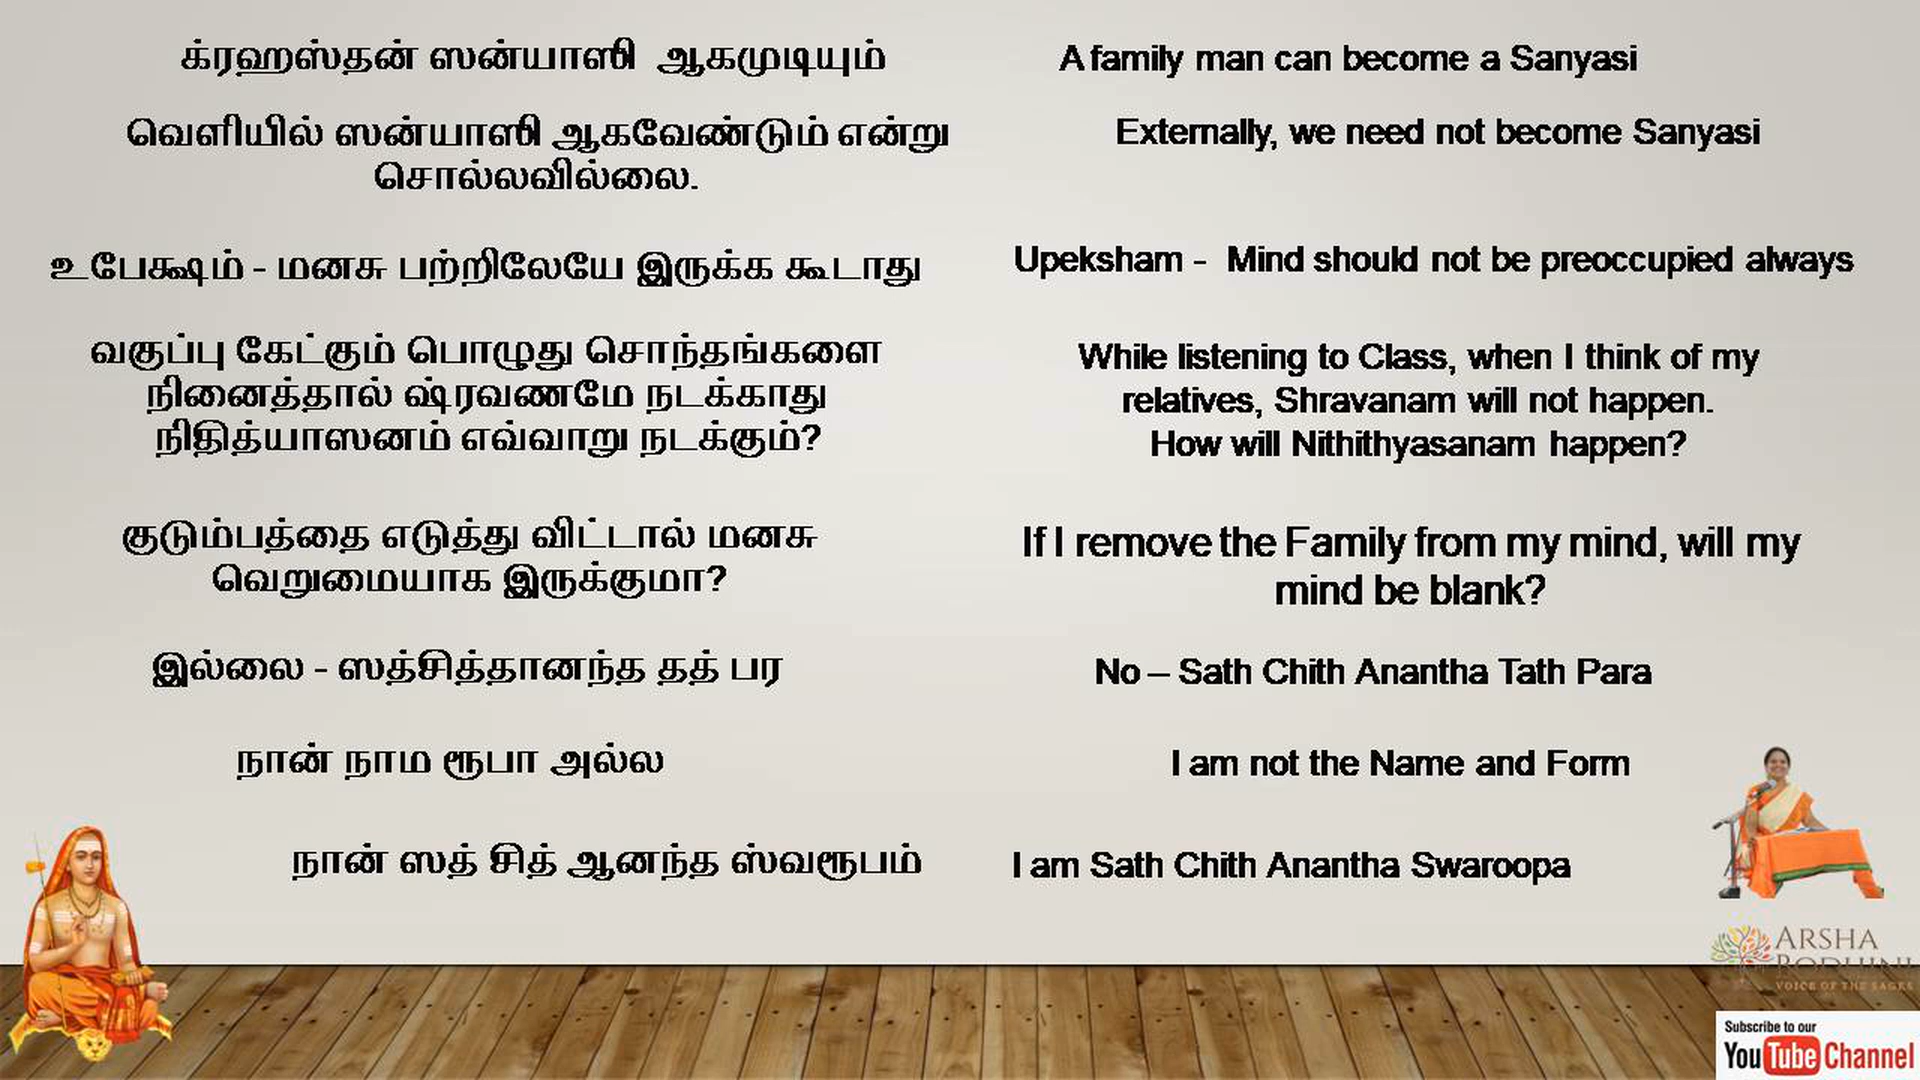 க்ரஹஸ்தன் ஸன்யாஸி ஆகமுடியும்
A family man can become a Sanyasi
வெளியில் ஸன்யாஸி ஆகவேண்டும் என்று
சொல்லவில்லை.
Externally, we need not become Sanyasi
உபேக்ஷம் - மனசு பற்றிலேயே இருக்க கூடாது
Upeksham - Mind should not be preoccupied always
வகுப்பு கேட்கும் பொழுது சொந்தங்களை
நினைத்தால் ஷ்ரவணமே நடக்காது
நிதித்யாஸனம் எவ்வாறு நடக்கும்?
While listening to Class, when I think of my
relatives, Shravanam will not happen.
How will Nithithyasanam happen?
குடும்பத்தை எடுத்து விட்டால் மனசு
வெறுமையாக இருக்குமா?
If I remove the Family from my mind, will my
mind be blank?
இல்லை - ஸத்சித்தானந்த தத் பர
No – Sath Chith Anantha Tath Para
நான் நாம ரூபா அல்ல
I am not the Name and Form
நான் ஸத் சித் ஆனந்த ஸ்வரூபம்
I am Sath Chith Anantha Swaroopa
ARSHA
BODHINI
VOICE OF THE SAGES
Subscribe to our
YouTube Channel